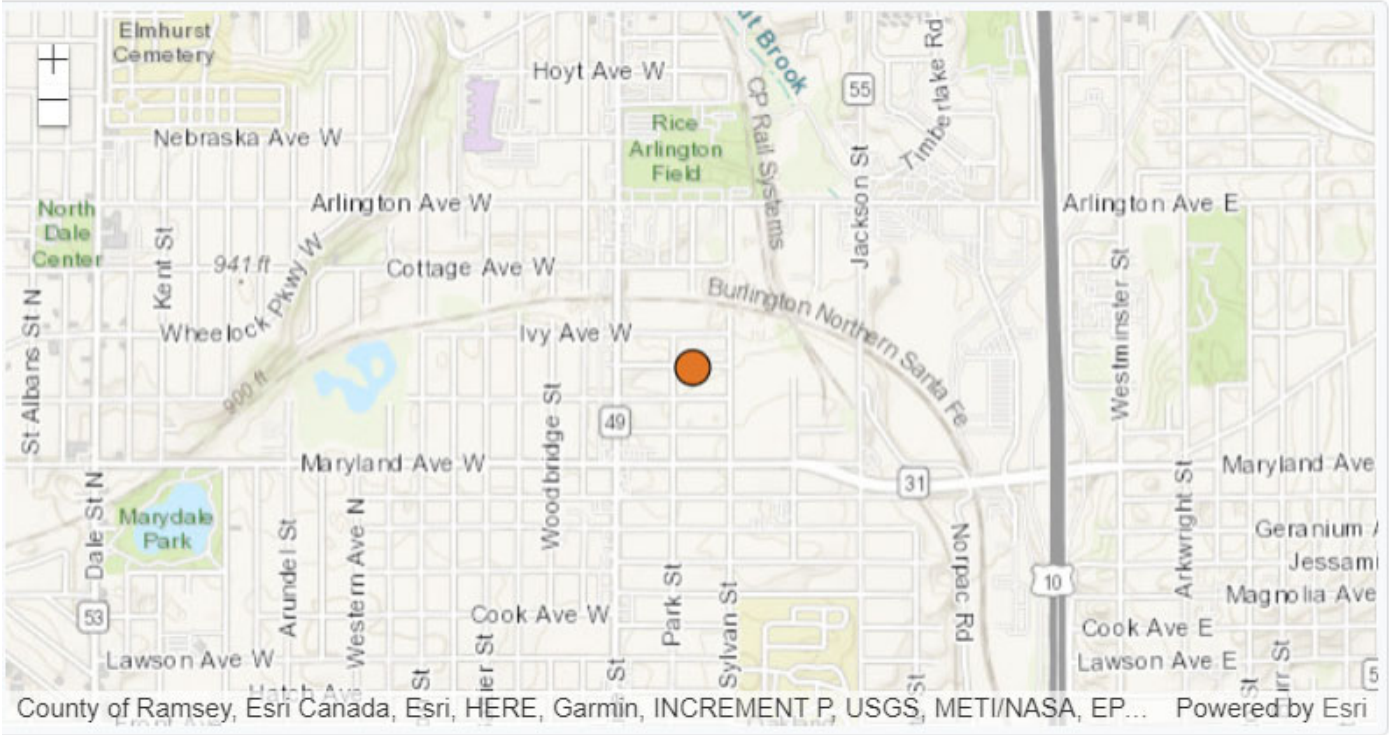 Elmhurst
Cemetery
Hoyt Ave W
Brook
Timbertake Rd
55
Nebraska Ave W
Rice
Arlington
Field
CP Rail Systems
Jackson St
Arlington Ave W
Arlington Ave E
North
Dale
Center
Kent St
941 ft
Wheelock Pkwy W
Cottage Ave W
Westminster St
Burlington Northern Santa Fe
St Albans St N
Ivy Ave W
900 ft
Woodbridge St
49
Maryland Ave W
31
Maryland Ave
Dale St N
Marydale
Park
Arundel St
Western Ave N
Park St
Sylvan St
Norpac Rd
Arkwright St
Geranium
Magnolia Ave
10
53
Cook Ave W
Cook Ave E
Lawson Ave W
Lawson Ave E
St
St
St
St
County of Ramsey, Esri Canada, Esri, HERE, Garmin, INCREMENT P, USGS, METI/NASA, EP...
Powered by Esri